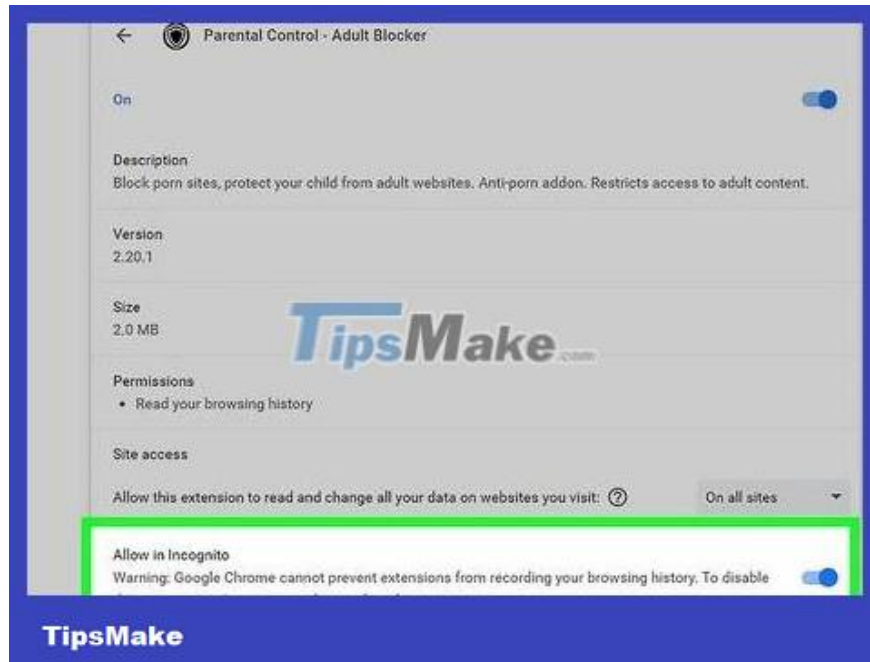 Parental Control - Adult Blocker
On
Description
Block porn sites, protect your child from adult websites. Anti-porn addon. Restricts access to adult content.
Version
2.20.1
Size
2.0 MB
TipsMake.com
Permissions
• Read your browsing history
Site access
Allow this extension to read and change all your data on websites you visit: On all sites
Allow in Incognito
Warning: Google Chrome cannot prevent extensions from recording your browsing history. To disable
TipsMake